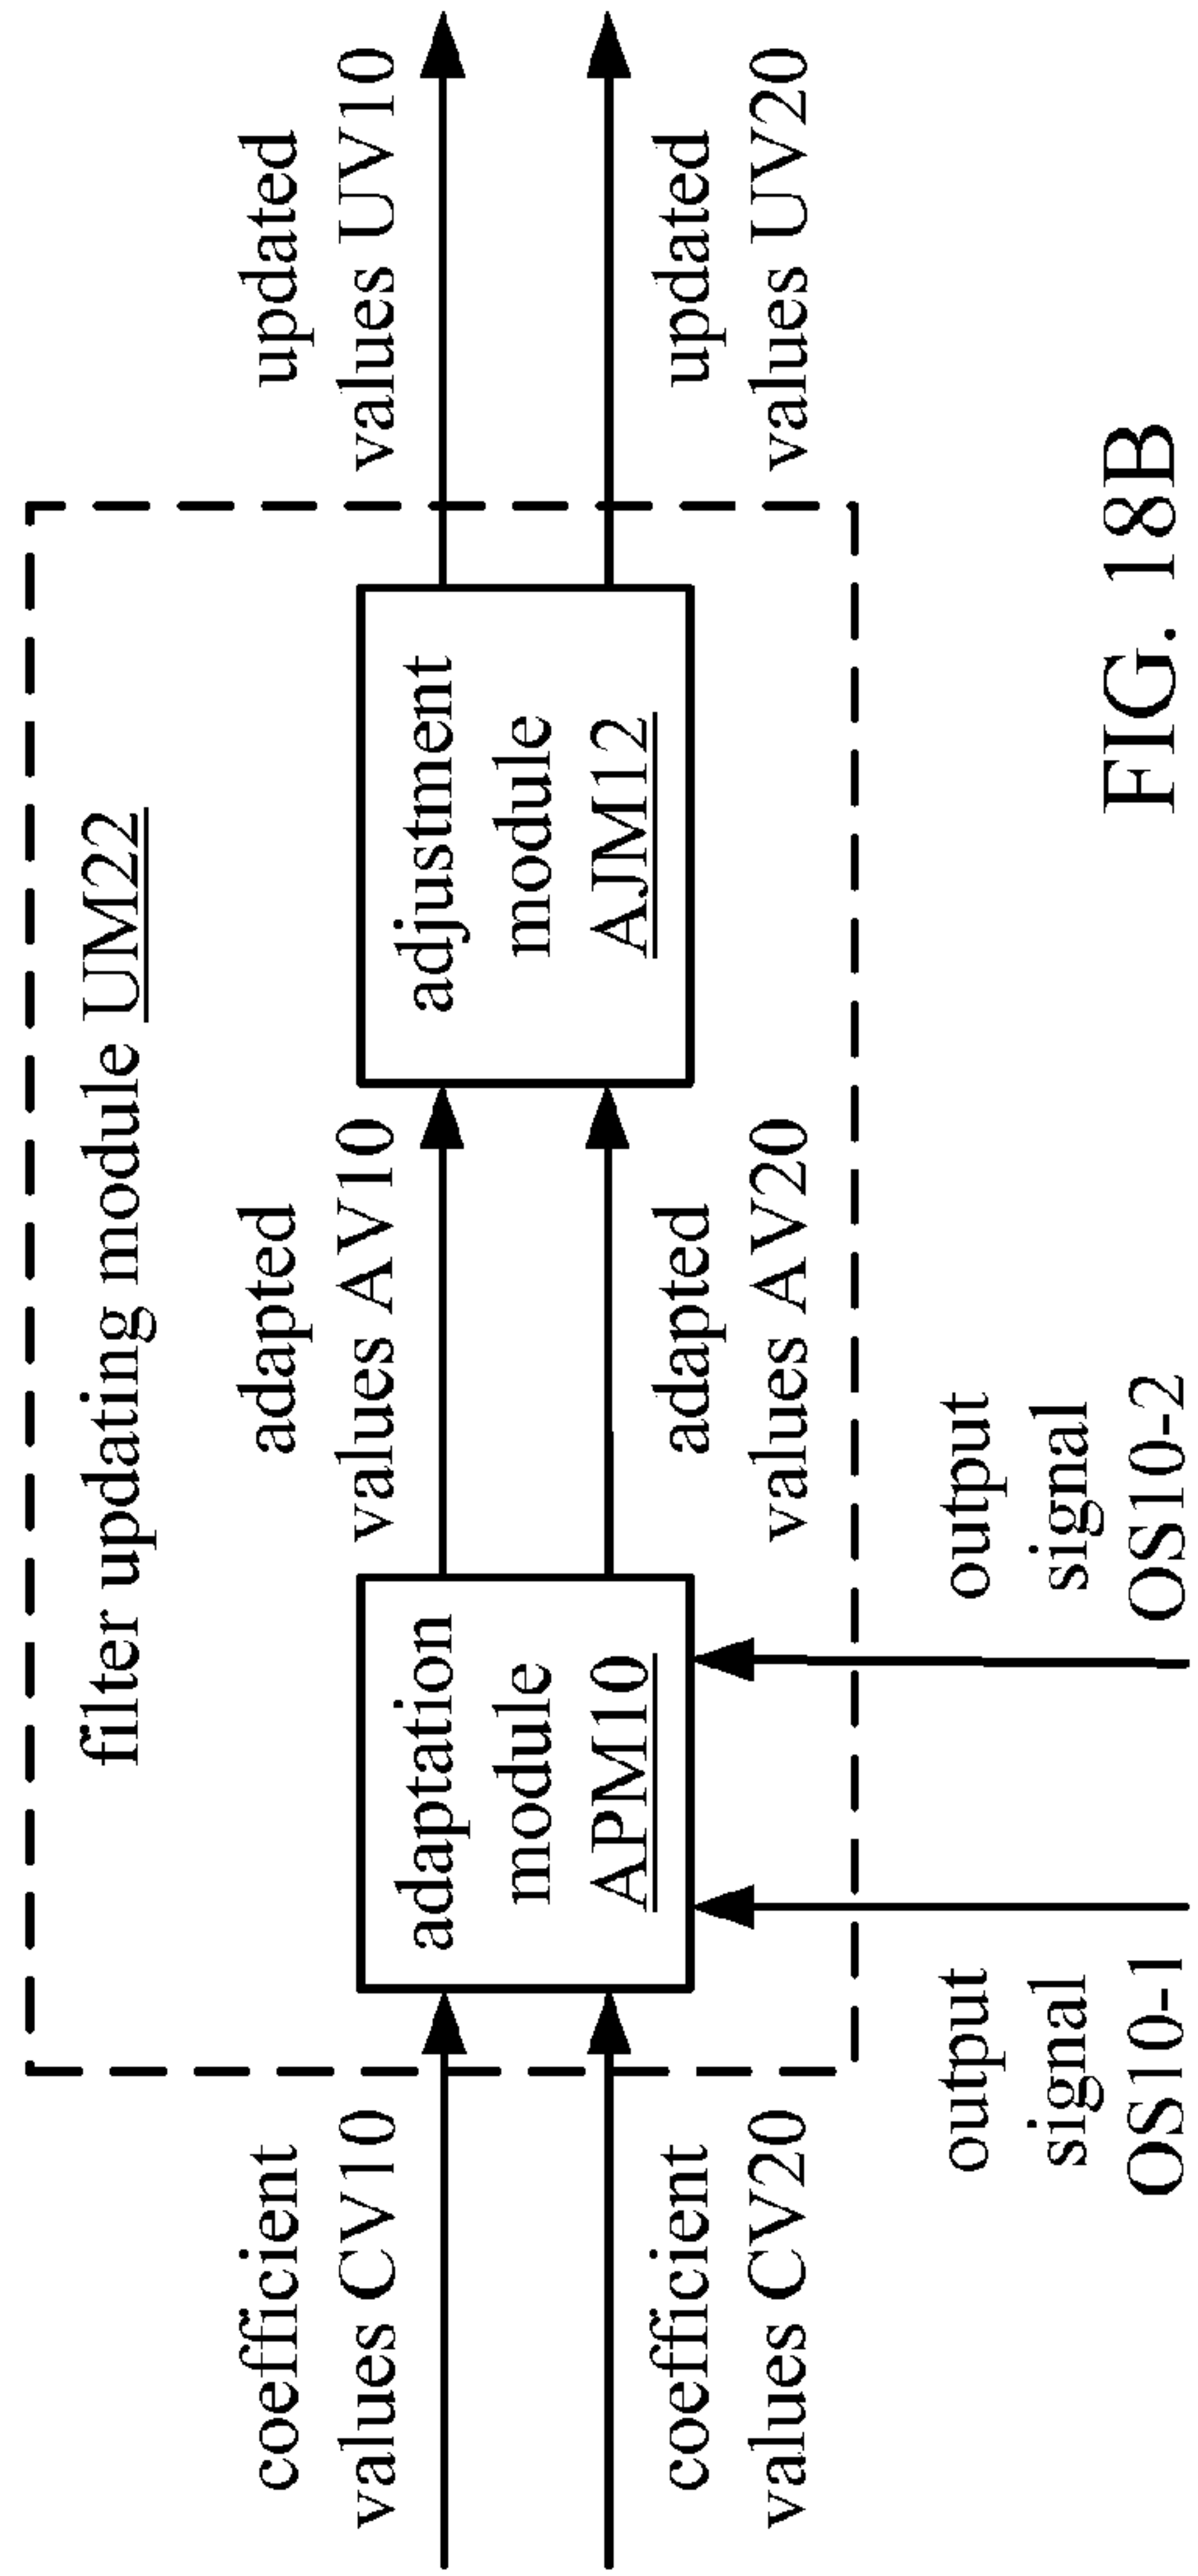 filter updating module UM22
coefficient
values CV10
adapted
values AV10
updated
values UV10
adaptation
module
APM10
adjustment
module
AJM12
coefficient
values CV20
adapted
values AV20
updated
values UV20
output
signal
OS10-1
output
signal
OS10-2
FIG. 18B